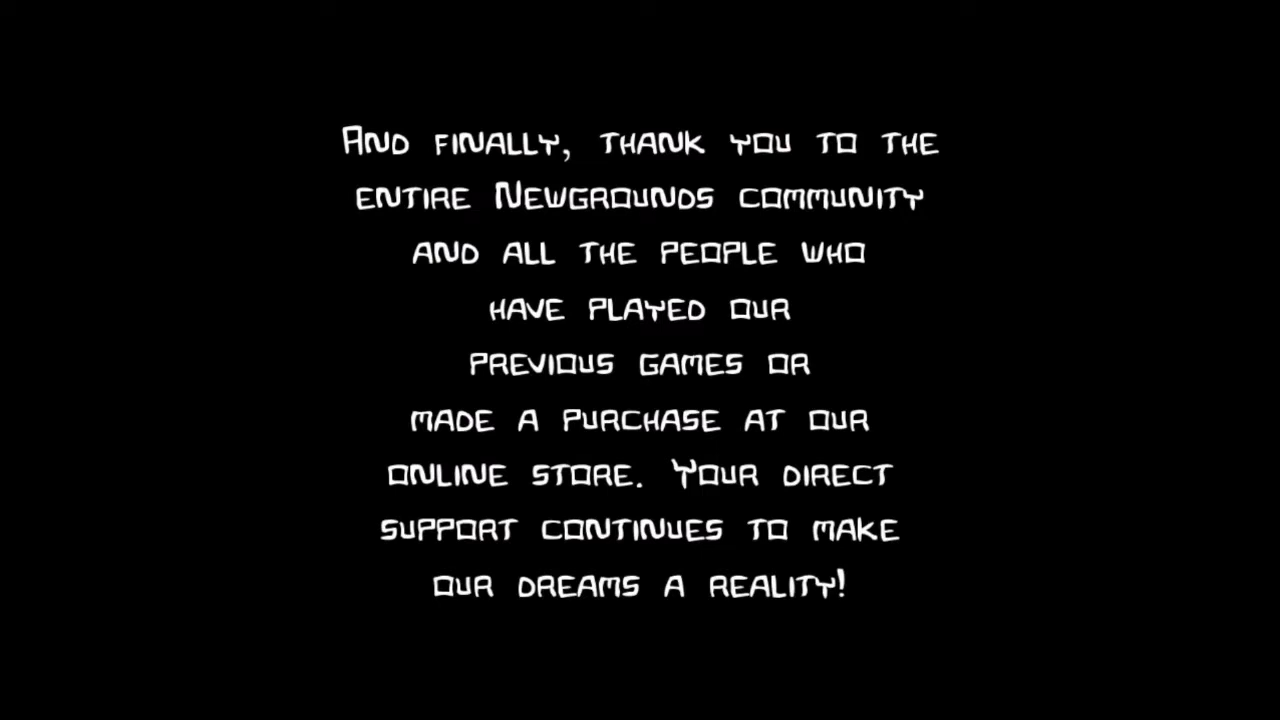 And finally, thank you to the
entire Newgrounds community
and all the people who
have played our
previous games or
made a purchase at our
online store. Your direct
support continues to make
our dreams a reality!